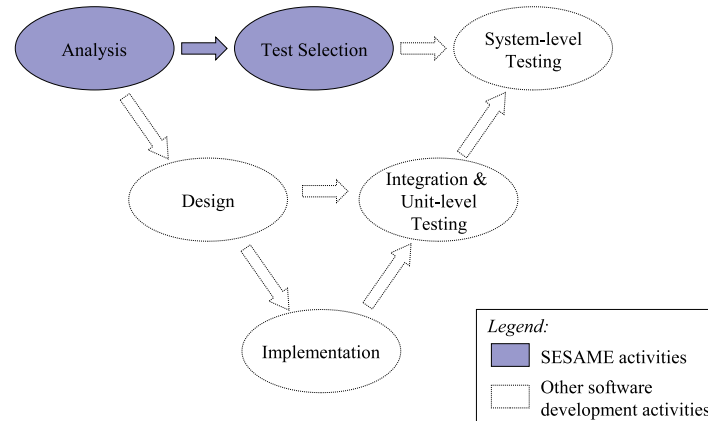 Analysis
Test Selection
System-level
Testing
Design
Integration &
Unit-level
Testing
Implementation
Legend:
SESAME activities
Other software
development activities